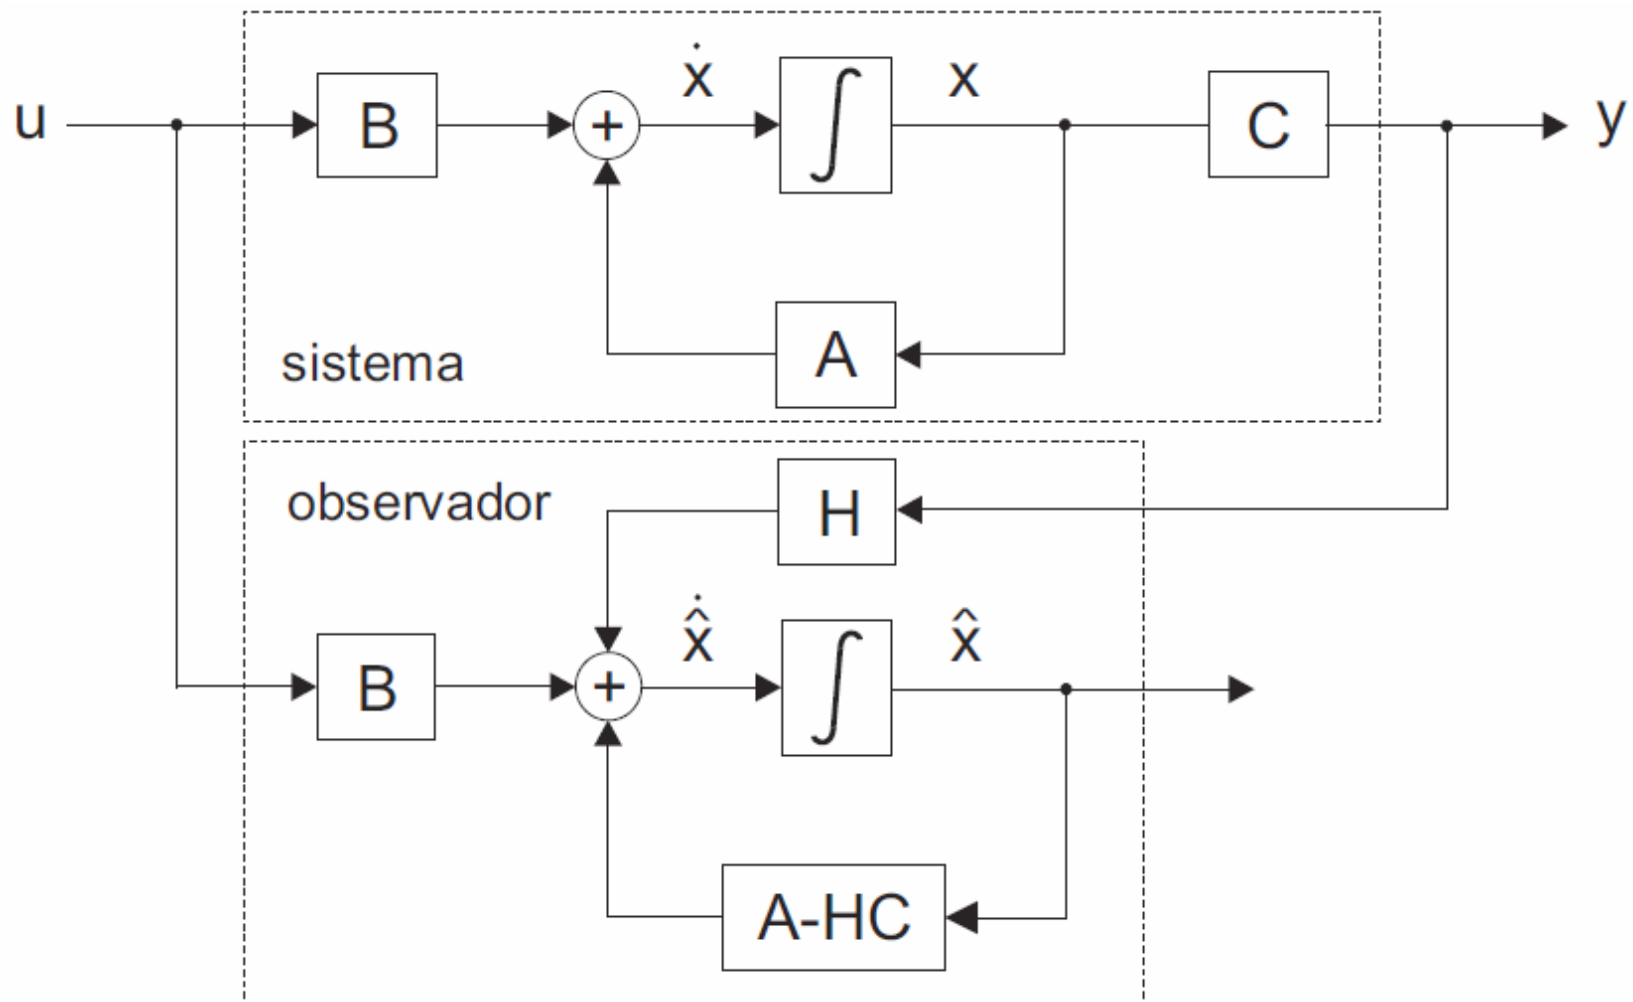 ẋ x
u B + ∫ C y
A
sistema
observador H
x̂̇ x̂
B + ∫
A-HC